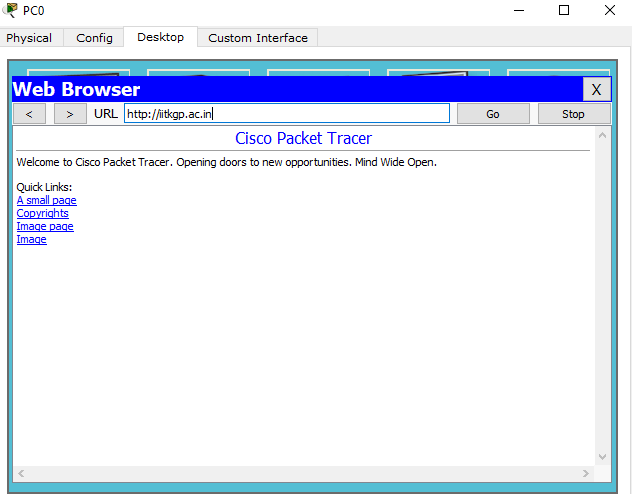 PC0
Physical Config Desktop Custom Interface
Web Browser X
< > URL http://iitkgp.ac.in Go Stop
Cisco Packet Tracer
Welcome to Cisco Packet Tracer. Opening doors to new opportunities. Mind Wide Open.
Quick Links:
A small page
Copyrights
Image page
Image